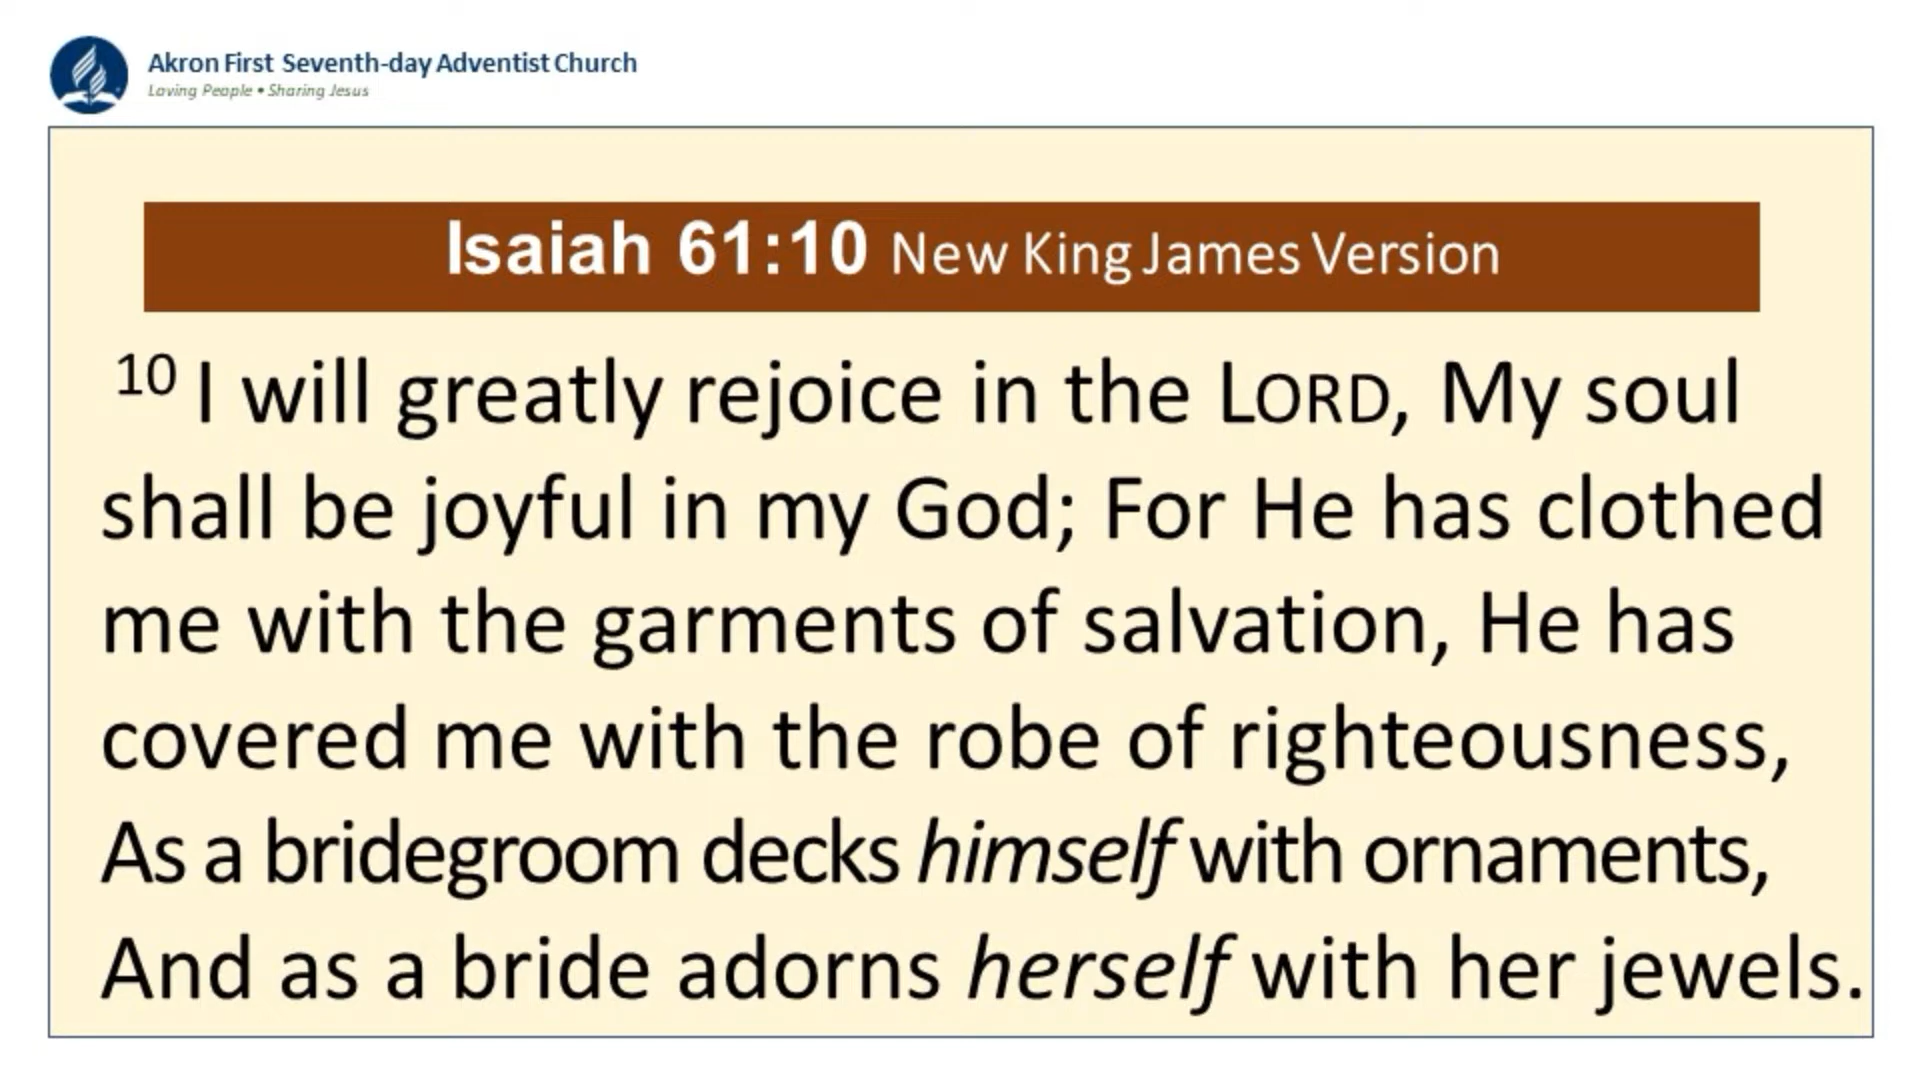 Akron First Seventh-day Adventist Church
Loving People • Sharing Jesus
Isaiah 61:10 New King James Version
10 I will greatly rejoice in the LORD, My soul
shall be joyful in my God; For He has clothed
me with the garments of salvation, He has
covered me with the robe of righteousness,
As a bridegroom decks himself with ornaments,
And as a bride adorns herself with her jewels.